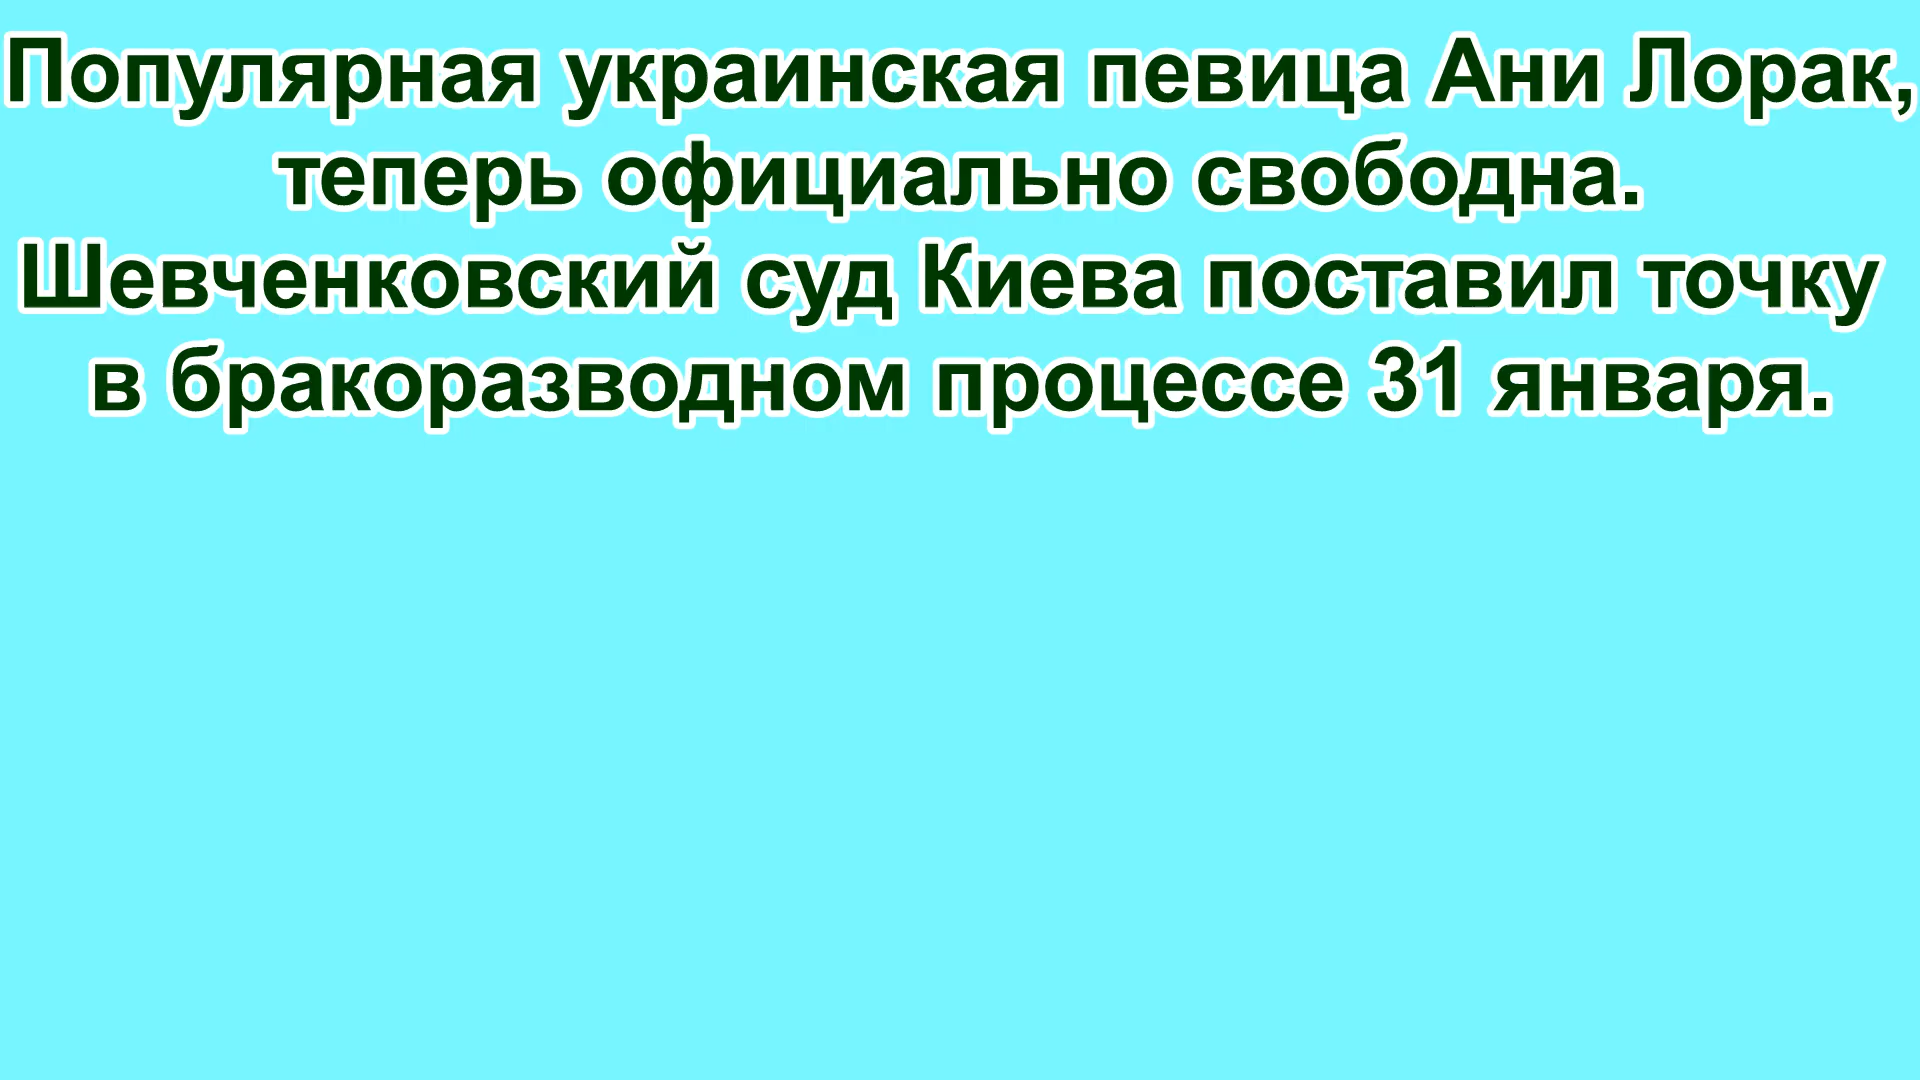 Популярная украинская певица Ани Лорак,
теперь официально свободна.
Шевченковский суд Киева поставил точку
в бракоразводном процессе 31 января.